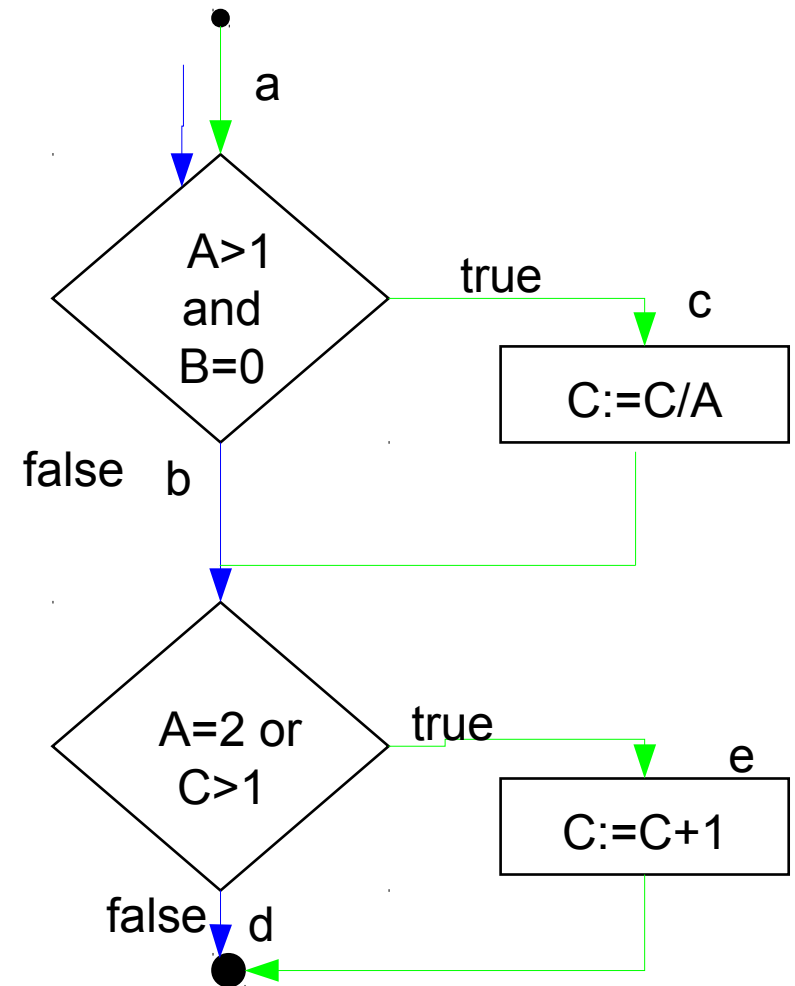 a
A>1
and
B=0
true
c
C:=C/A
false
b
A=2 or
C>1
true
e
C:=C+1
false
d